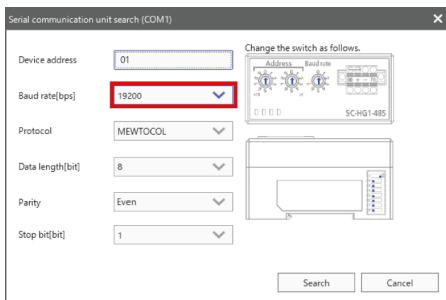 Serial communication unit search (COM1)
Device address
01
Change the switch as follows.
Address
Baud rate
SC-HG1-485
Baud rate[bps]
19200
Protocol
MEWTOCOL
Data length[bit]
8
Parity
Even
Stop bit[bit]
1
Search
Cancel